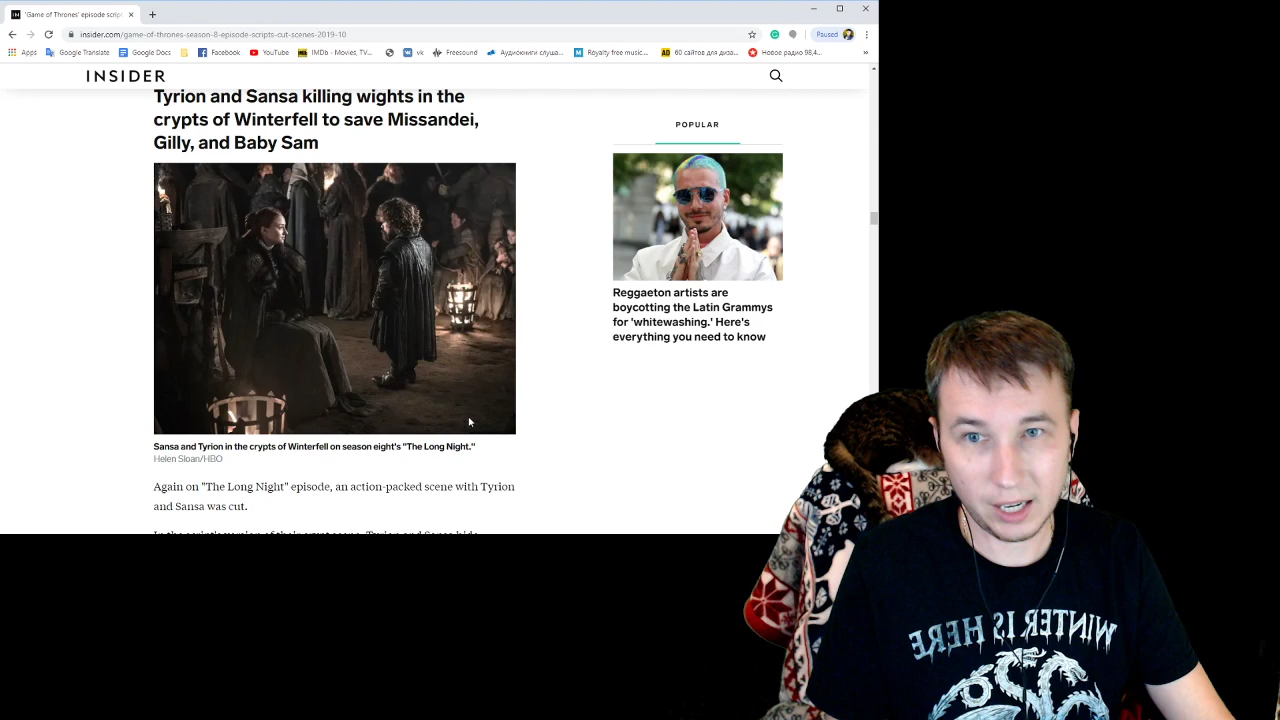 'Game of Thrones' episode scrip
insider.com/game-of-thrones-season-8-episode-scripts-cut-scenes-2019-10
Paused
Apps
Google Translate
Google Docs
Facebook
YouTube
IMDb - Movies, TV...
vk
Freesound
Аудиокниги слуша...
Royalty free music...
60 сайтов для диза...
Новое радио 98,4...
INSIDER
Tyrion and Sansa killing wights in the
crypts of Winterfell to save Missandei,
Gilly, and Baby Sam
Sansa and Tyrion in the crypts of Winterfell on season eight's "The Long Night."
Helen Sloan/HBO
Again on "The Long Night" episode, an action-packed scene with Tyrion
and Sansa was cut.
POPULAR
Reggaeton artists are
boycotting the Latin Grammys
for 'whitewashing.' Here's
everything you need to know
WINTER IS HERE